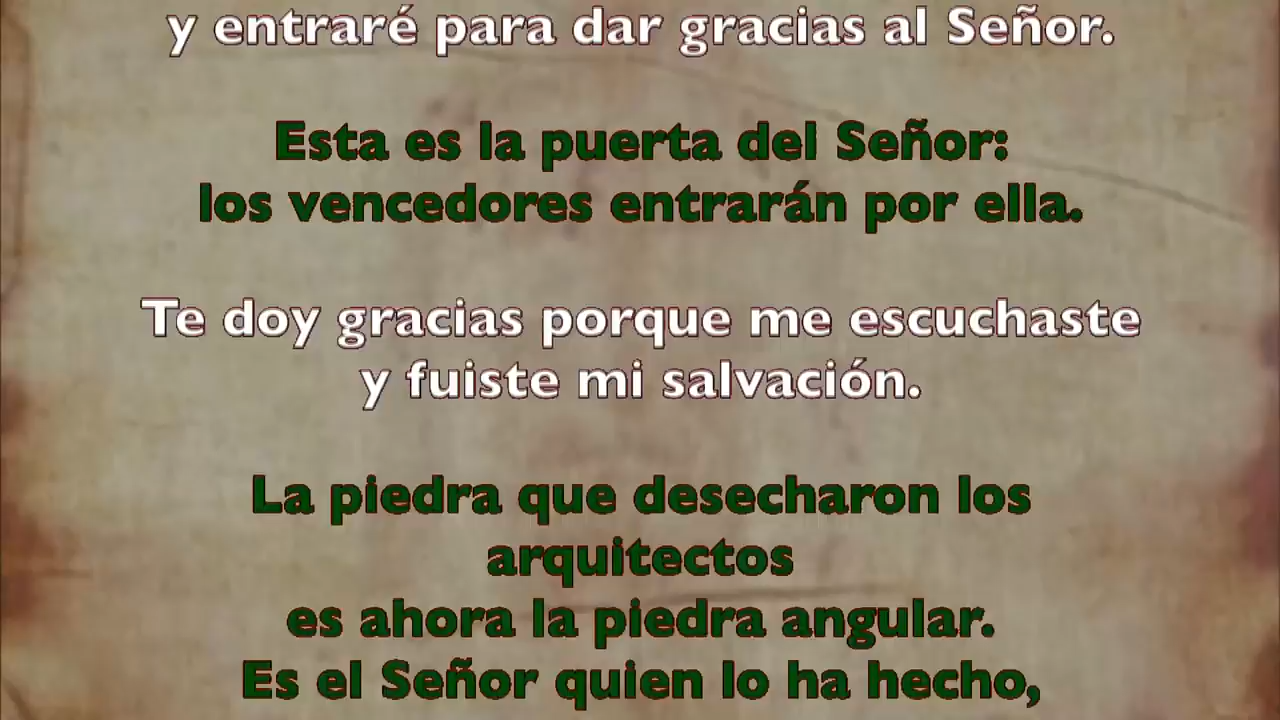 y entraré para dar gracias al Señor.
Esta es la puerta del Señor:
los vencedores entrarán por ella.
Te doy gracias porque me escuchaste
y fuiste mi salvación.
La piedra que desecharon los
arquitectos
es ahora la piedra angular.
Es el Señor quien lo ha hecho,